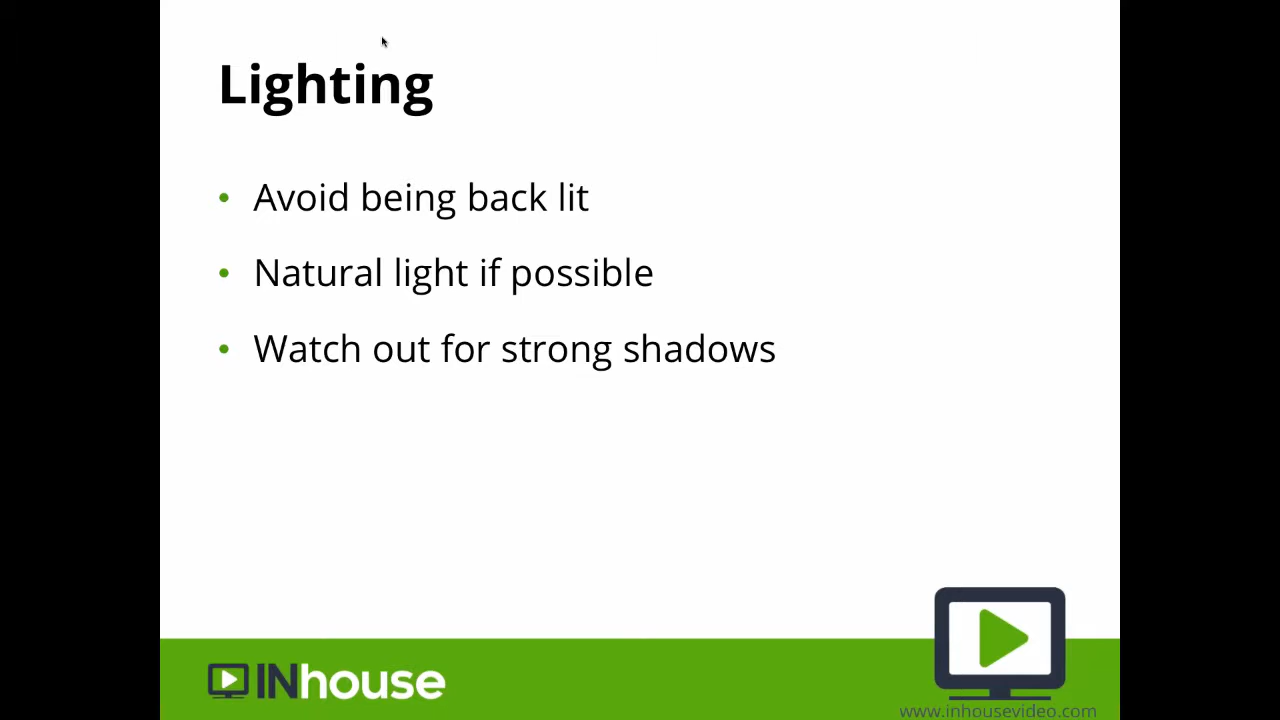 Lighting
• Avoid being back lit
• Natural light if possible
• Watch out for strong shadows
INhouse
www.inhousevideo.com